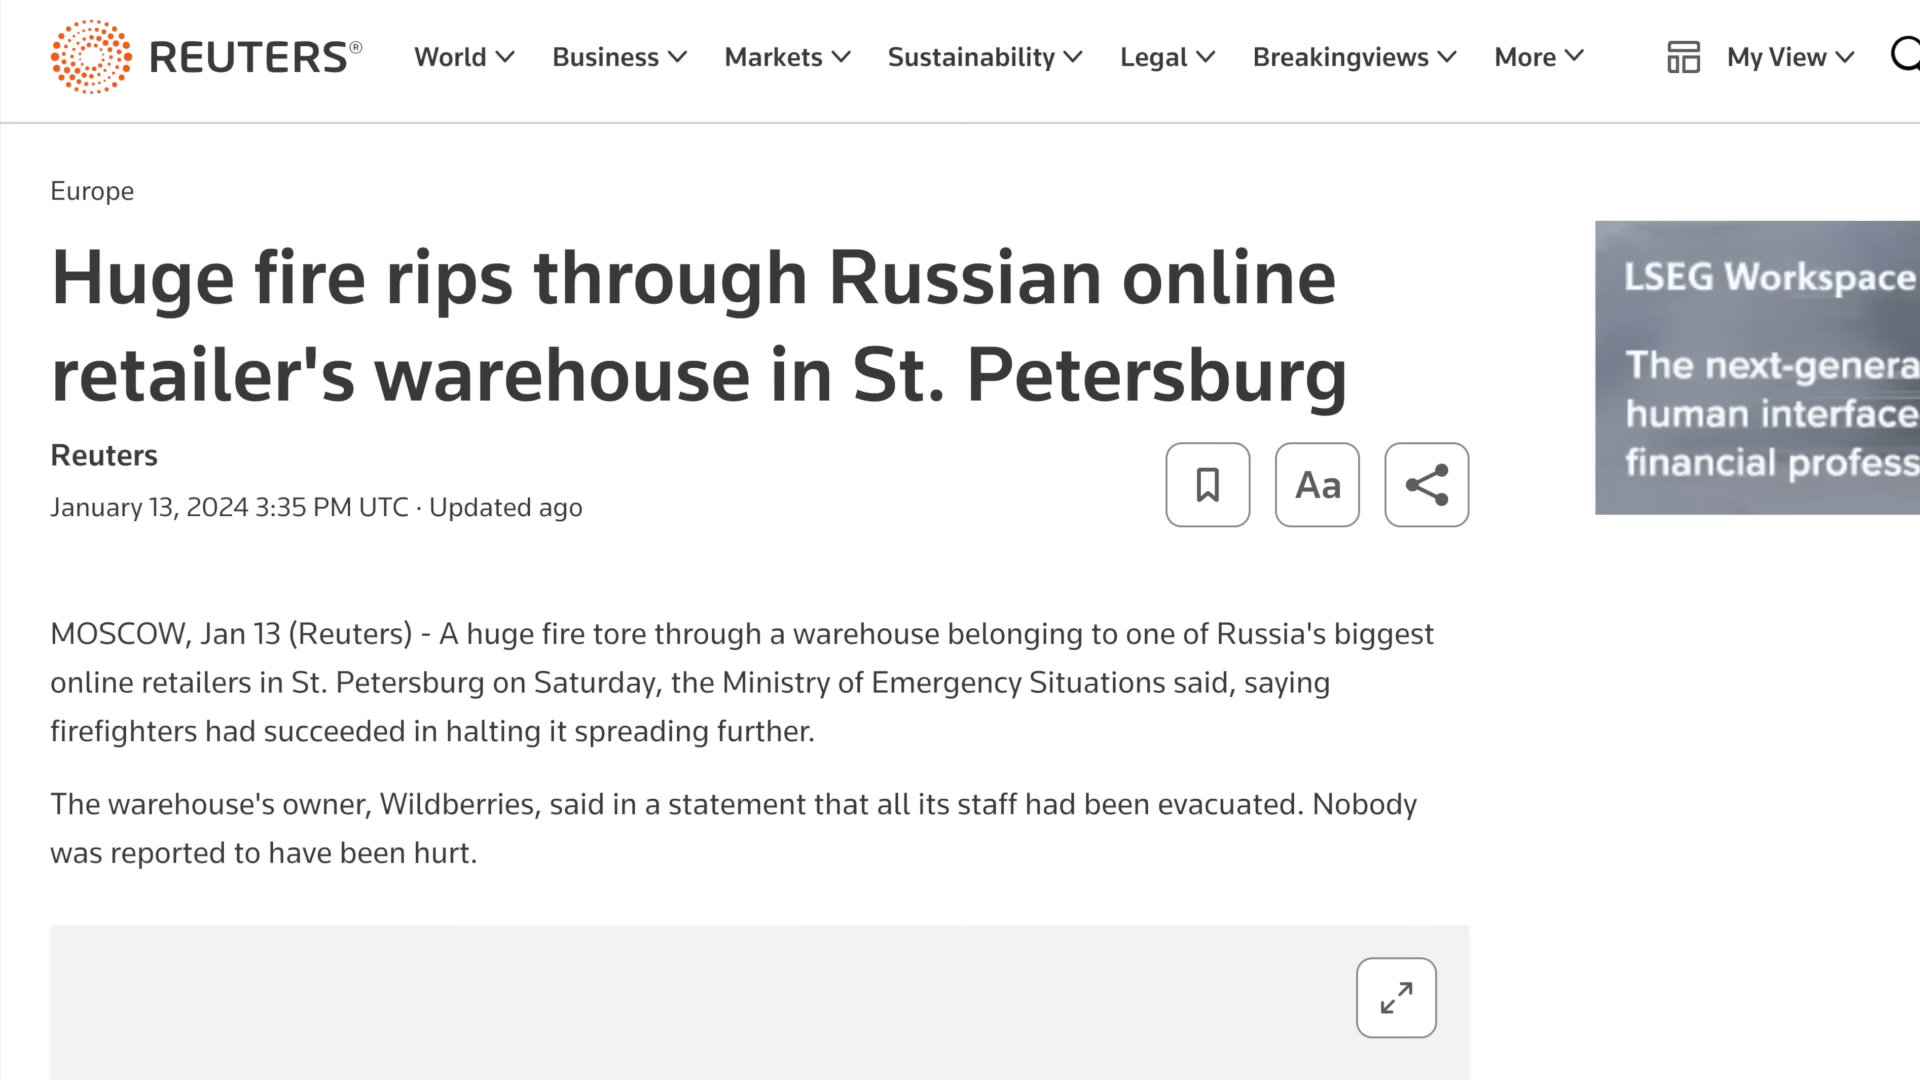 REUTERS®
World Business Markets Sustainability Legal Breakingviews More My View
Europe
Huge fire rips through Russian online
retailer's warehouse in St. Petersburg
Reuters
January 13, 2024 3:35 PM UTC · Updated ago
Aa
LSEG Workspace
The next-genera
human interface
financial profess
MOSCOW, Jan 13 (Reuters) - A huge fire tore through a warehouse belonging to one of Russia's biggest
online retailers in St. Petersburg on Saturday, the Ministry of Emergency Situations said, saying
firefighters had succeeded in halting it spreading further.
The warehouse's owner, Wildberries, said in a statement that all its staff had been evacuated. Nobody
was reported to have been hurt.